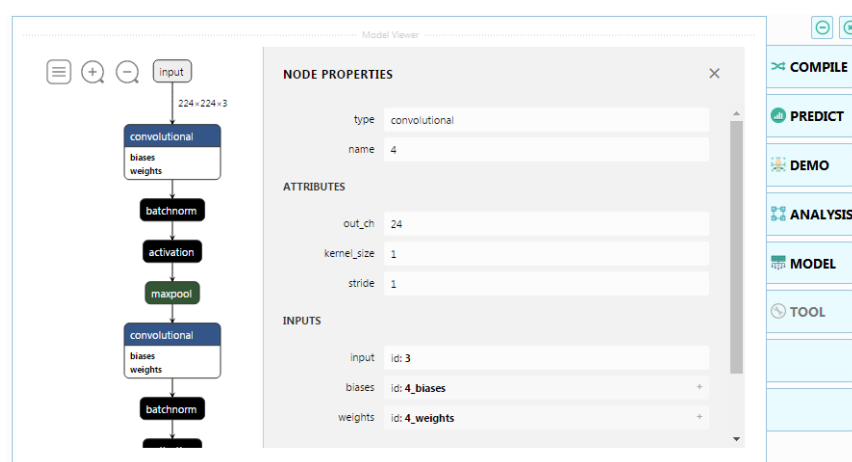 Model Viewer
input
224×224×3
convolutional
biases
weights
batchnorm
activation
maxpool
convolutional
biases
weights
batchnorm
NODE PROPERTIES
type convolutional
name 4
ATTRIBUTES
out_ch 24
kernel_size 1
stride 1
INPUTS
input id: 3
biases id: 4_biases +
weights id: 4_weights +
COMPILE
PREDICT
DEMO
ANALYSIS
MODEL
TOOL